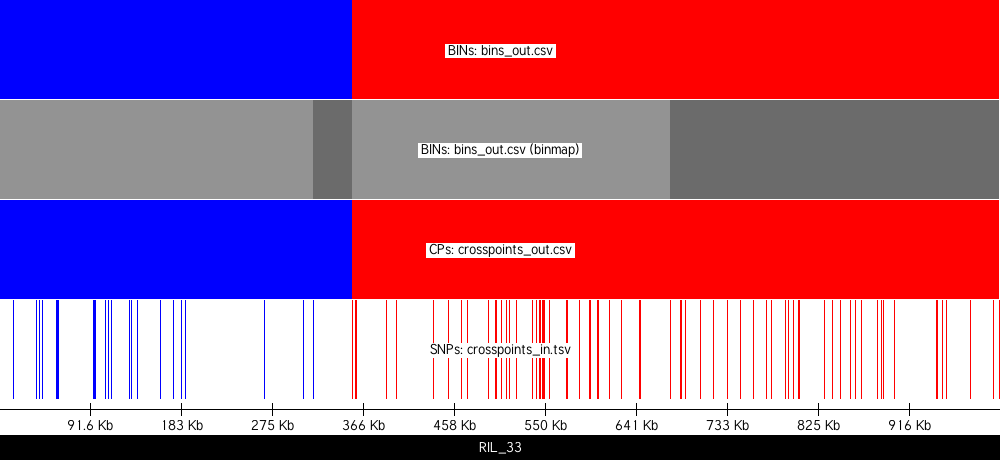 BINs: bins_out.csv
BINs: bins_out.csv (binmap)
CPs: crosspoints_out.csv
SNPs: crosspoints_in.tsv
91.6 Kb 183 Kb 275 Kb 366 Kb 458 Kb 550 Kb 641 Kb 733 Kb 825 Kb 916 Kb
RIL_33